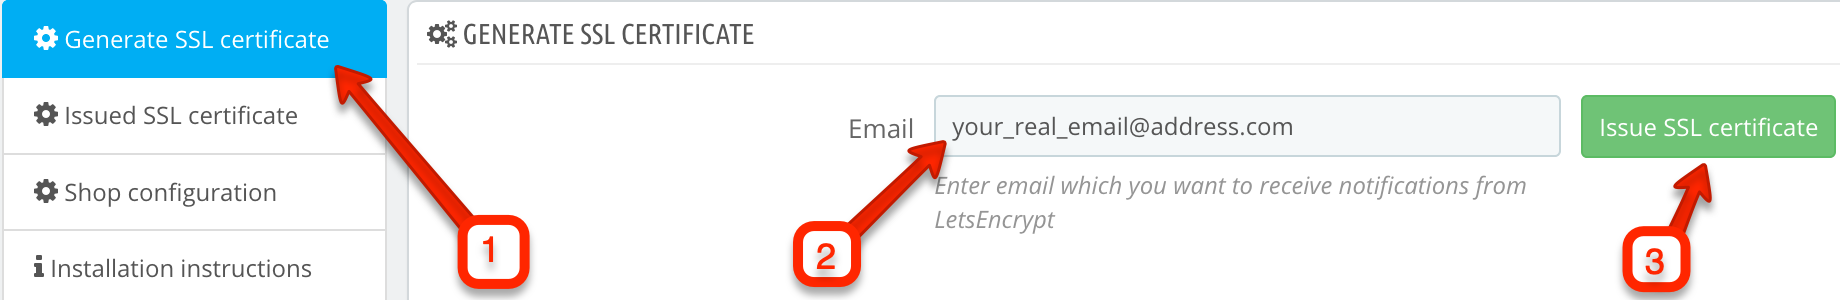 Generate SSL certificate
Issued SSL certificate
Shop configuration
Installation instructions
1
GENERATE SSL CERTIFICATE
Email
your_real_email@address.com
Issue SSL certificate
Enter email which you want to receive notifications from
LetsEncrypt
2
3